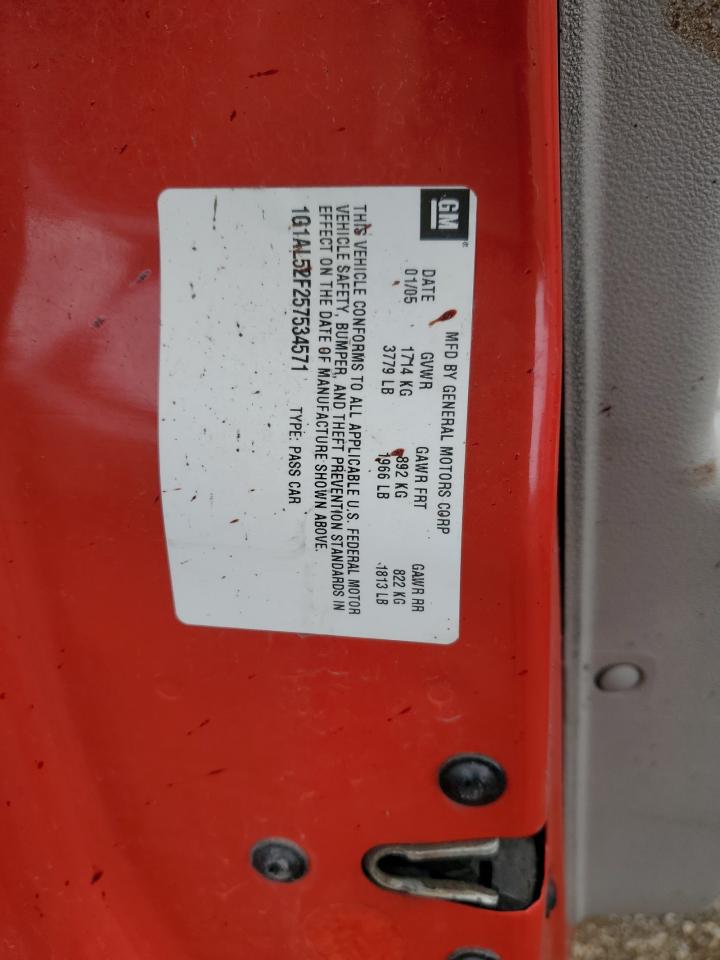 GM
MFD BY GENERAL MOTORS CORP
DATE GVWR GAWR FRT GAWR RR
01/05 1714 KG 892 KG 822 KG
3779 LB 1966 LB 1813 LB
THIS VEHICLE CONFORMS TO ALL APPLICABLE U.S. FEDERAL MOTOR
VEHICLE SAFETY, BUMPER, AND THEFT PREVENTION STANDARDS IN
EFFECT ON THE DATE OF MANUFACTURE SHOWN ABOVE.
1G1AL52F257534571 TYPE: PASS CAR